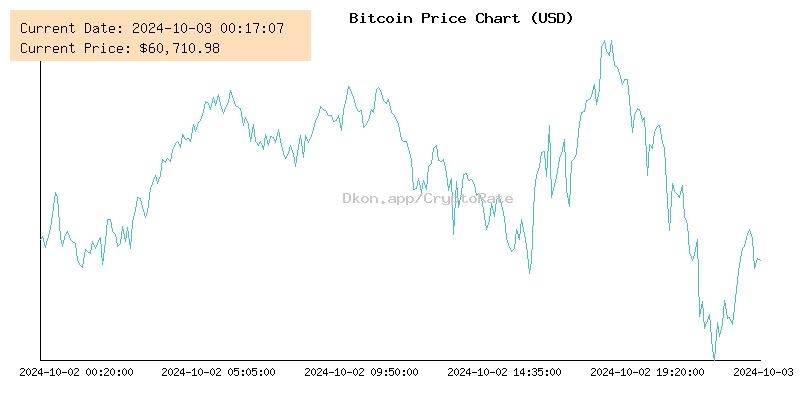 Bitcoin Price Chart (USD)
Current Date: 2024-10-03 00:17:07
Current Price: $60,710.98
Dkon.app/CryptoRate
2024-10-02 00:20:00 2024-10-02 05:05:00 2024-10-02 09:50:00 2024-10-02 14:35:00 2024-10-02 19:20:00 2024-10-03